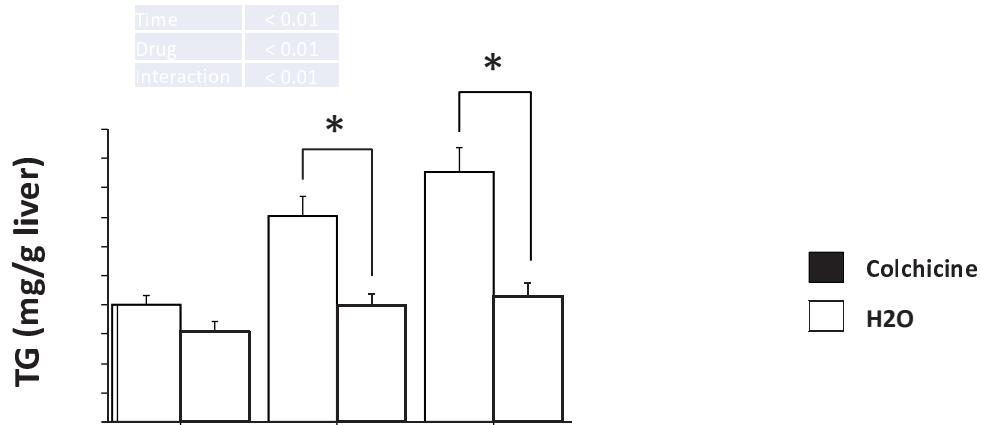 Time < 0.01
Drug < 0.01
Interaction < 0.01
*
*
TG (mg/g liver)
Colchicine
H2O